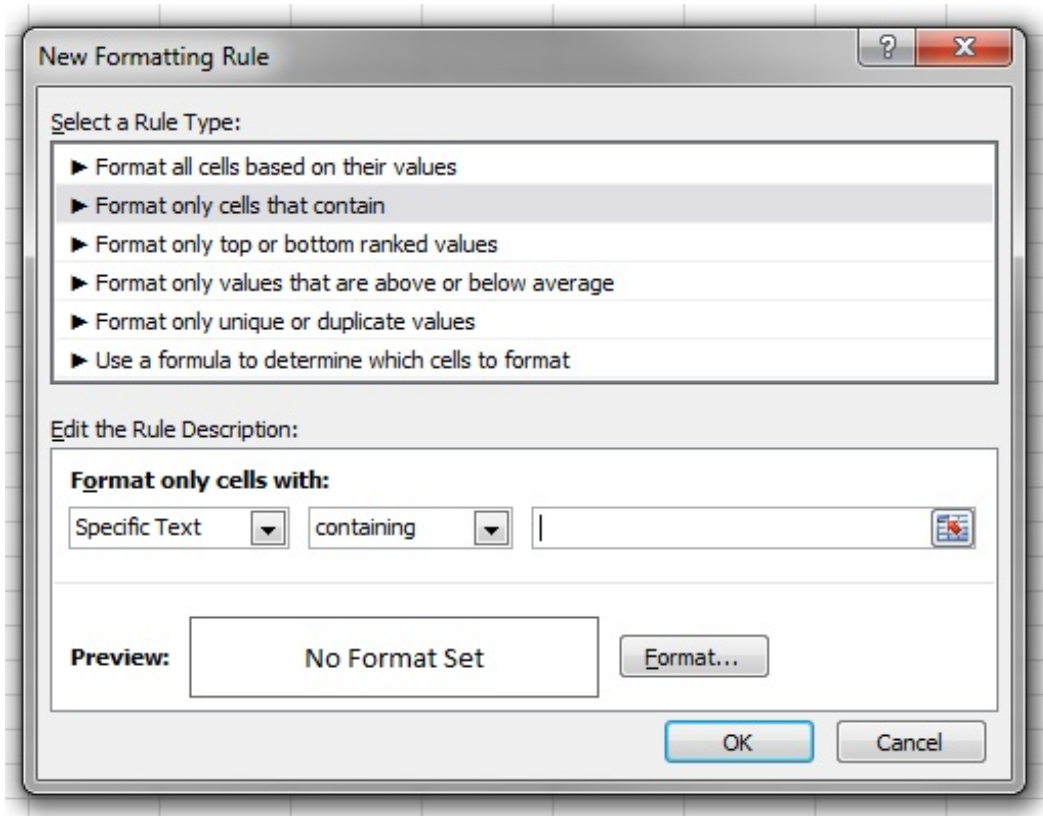 New Formatting Rule ? X
Select a Rule Type:
► Format all cells based on their values
► Format only cells that contain
► Format only top or bottom ranked values
► Format only values that are above or below average
► Format only unique or duplicate values
► Use a formula to determine which cells to format
Edit the Rule Description:
Format only cells with:
Specific Text containing
Preview: No Format Set Format...
OK Cancel